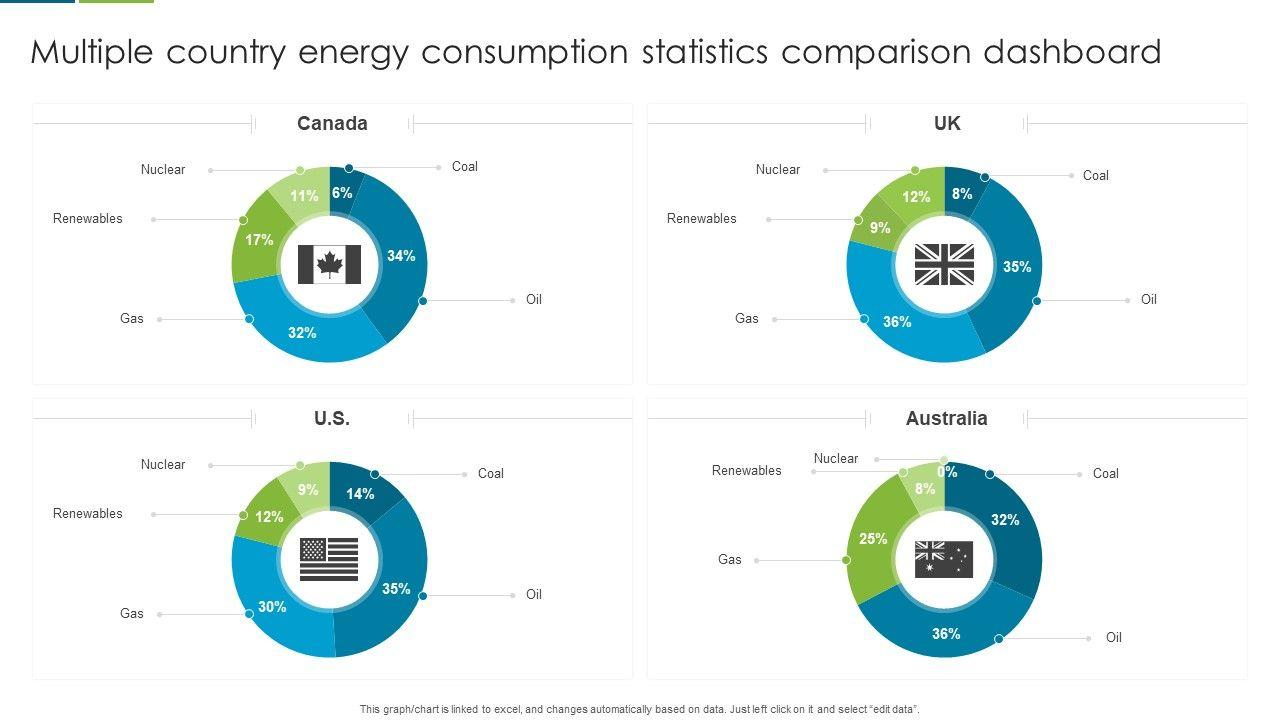 Multiple country energy consumption statistics comparison dashboard
Canada
Nuclear
Coal
11%
6%
Renewables
17%
34%
Oil
Gas
32%
UK
Nuclear
Coal
12%
8%
Renewables
9%
35%
Oil
Gas
36%
U.S.
Nuclear
Coal
9%
14%
Renewables
12%
35%
Oil
Gas
30%
Australia
Nuclear
Renewables
0%
Coal
8%
32%
25%
Gas
36%
Oil
This graph/chart is linked to excel, and changes automatically based on data. Just left click on it and select “edit data”.